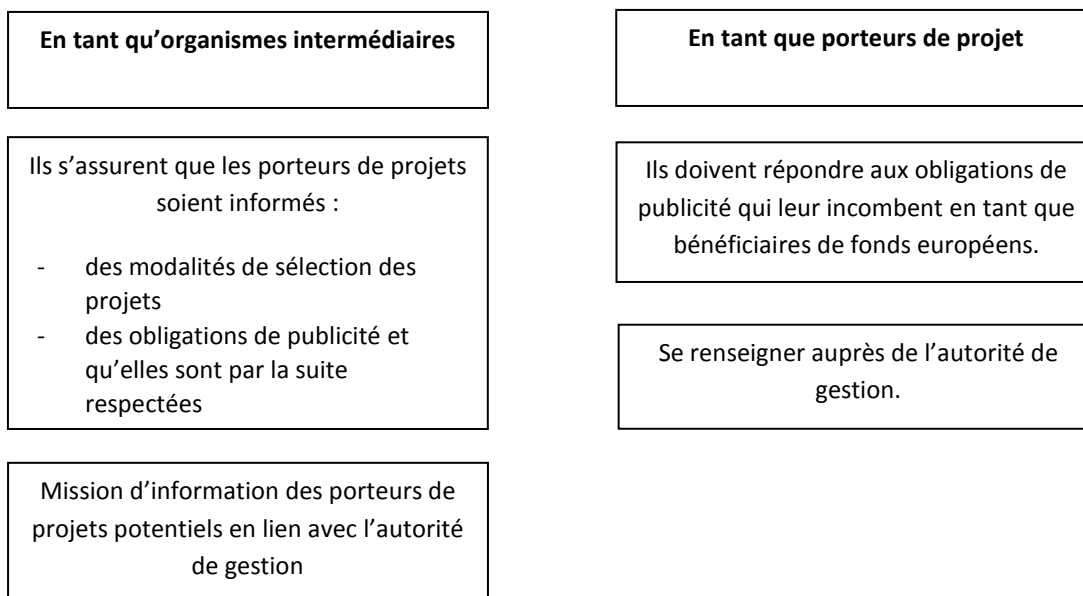 En tant qu’organismes intermédiaires
Ils s’assurent que les porteurs de projets
soient informés :
- des modalités de sélection des
projets
- des obligations de publicité et
qu’elles sont par la suite
respectées
Mission d’information des porteurs de
projets potentiels en lien avec l’autorité
de gestion
En tant que porteurs de projet
Ils doivent répondre aux obligations de
publicité qui leur incombent en tant que
bénéficiaires de fonds européens.
Se renseigner auprès de l’autorité de
gestion.